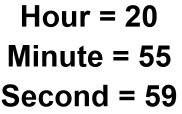 Hour = 20
Minute = 55
Second = 59